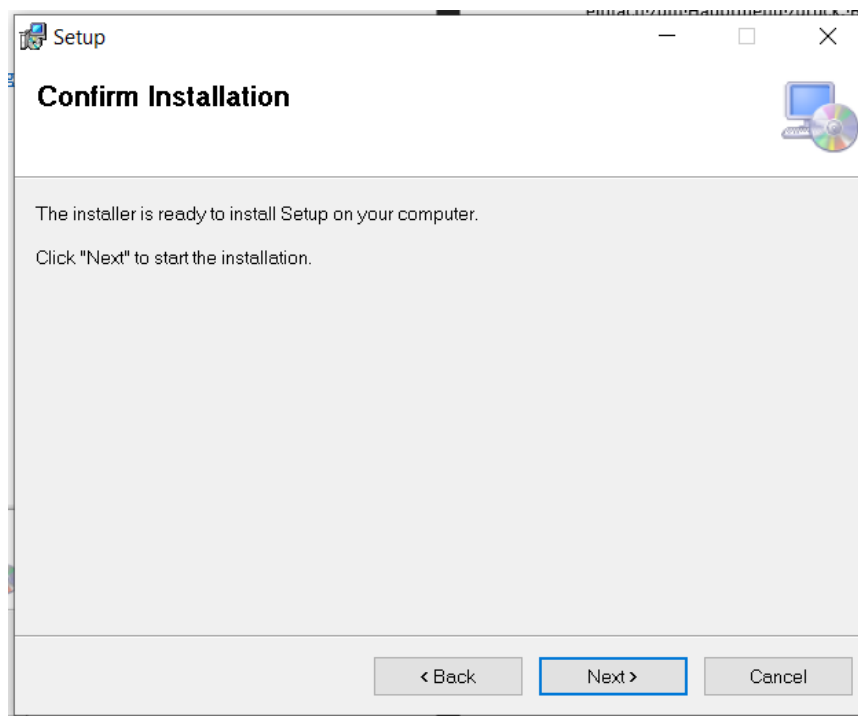 Setup
Confirm Installation
The installer is ready to install Setup on your computer.
Click "Next" to start the installation.
< Back
Next >
Cancel